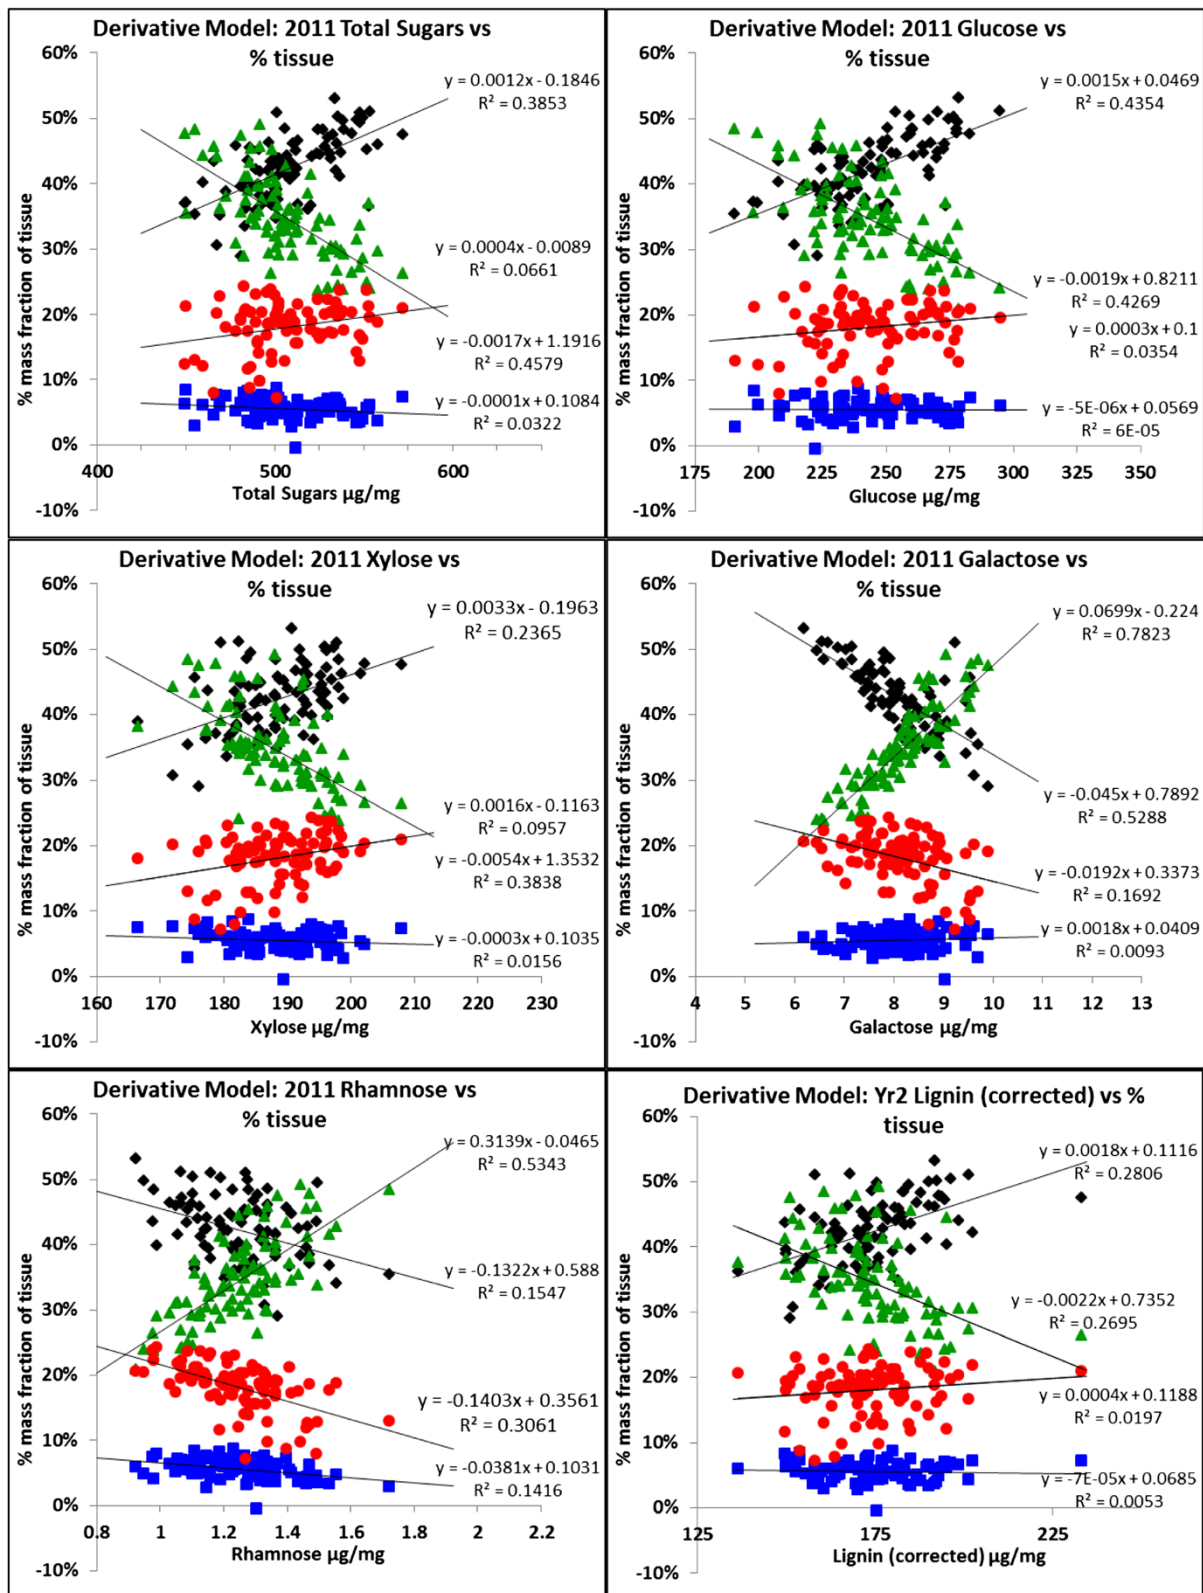 Derivative Model: 2011 Total Sugars vs
% tissue
60%
50%
40%
30%
20%
10%
0%
-10%
% mass fraction of tissue
y = 0.0012x - 0.1846
R² = 0.3853
y = 0.0004x - 0.0089
R² = 0.0661
y = -0.0017x + 1.1916
R² = 0.4579
y = -0.0001x + 0.1084
R² = 0.0322
400
500
600
Total Sugars µg/mg
Derivative Model: 2011 Glucose vs
% tissue
60%
50%
40%
30%
20%
10%
0%
-10%
% mass fraction of tissue
y = 0.0015x + 0.0469
R² = 0.4354
y = -0.0019x + 0.8211
R² = 0.4269
y = 0.0003x + 0.1
R² = 0.0354
y = -5E-06x + 0.0569
R² = 6E-05
175 200 225 250 275 300 325 350
Glucose µg/mg
Derivative Model: 2011 Xylose vs
% tissue
60%
50%
40%
30%
20%
10%
0%
-10%
% mass fraction of tissue
y = 0.0033x - 0.1963
R² = 0.2365
y = 0.0016x - 0.1163
R² = 0.0957
y = -0.0054x + 1.3532
R² = 0.3838
y = -0.0003x + 0.1035
R² = 0.0156
160 170 180 190 200 210 220 230
Xylose µg/mg
Derivative Model: 2011 Galactose vs
% tissue
60%
50%
40%
30%
20%
10%
0%
-10%
% mass fraction of tissue
y = 0.0699x - 0.224
R² = 0.7823
y = -0.045x + 0.7892
R² = 0.5288
y = -0.0192x + 0.3373
R² = 0.1692
y = 0.0018x + 0.0409
R² = 0.0093
4 5 6 7 8 9 10 11 12 13
Galactose µg/mg
Derivative Model: 2011 Rhamnose vs
% tissue
60%
50%
40%
30%
20%
10%
0%
-10%
% mass fraction of tissue
y = 0.3139x - 0.0465
R² = 0.5343
y = -0.1322x + 0.588
R² = 0.1547
y = -0.1403x + 0.3561
R² = 0.3061
y = -0.0381x + 0.1031
R² = 0.1416
0.8 1 1.2 1.4 1.6 1.8 2 2.2
Rhamnose µg/mg
Derivative Model: Yr2 Lignin (corrected) vs %
tissue
60%
50%
40%
30%
20%
10%
0%
-10%
% mass fraction of tissue
y = 0.0018x + 0.1116
R² = 0.2806
y = -0.0022x + 0.7352
R² = 0.2695
y = 0.0004x + 0.1188
R² = 0.0197
y = -7E-05x + 0.0685
R² = 0.0053
125 175 225
Lignin (corrected) µg/mg